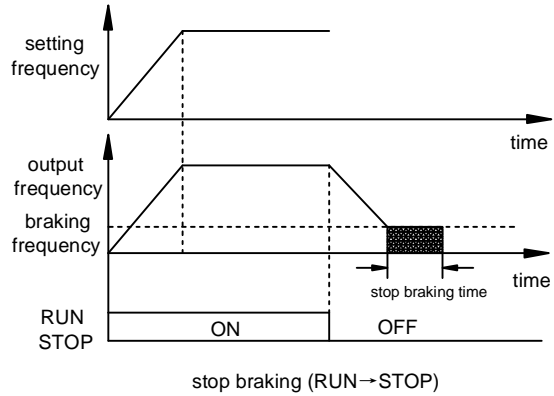 setting
frequency
time
output
frequency
braking
frequency
time
stop braking time
RUN
ON
OFF
STOP
stop braking (RUN→STOP)